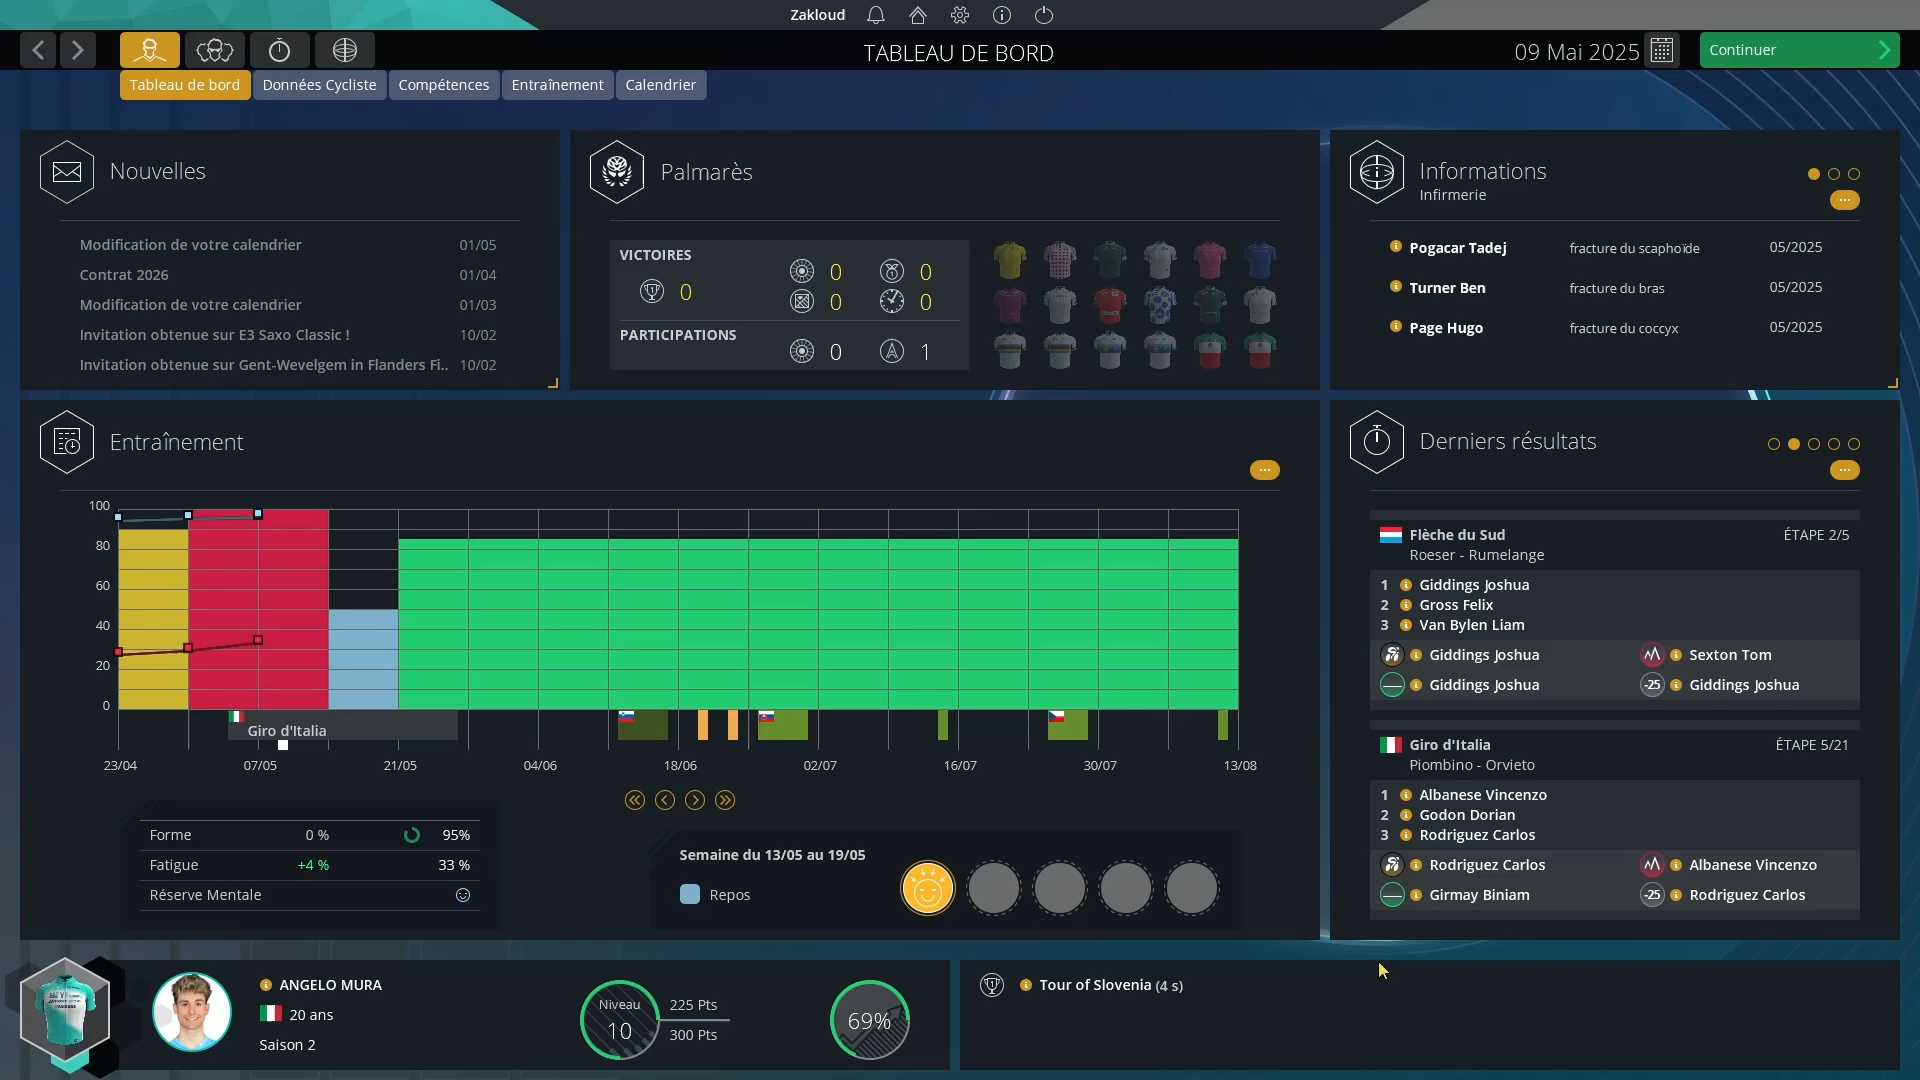 Zakloud
TABLEAU DE BORD
09 Mai 2025
Continuer
Tableau de bord
Données Cycliste
Compétences
Entraînement
Calendrier
Nouvelles
Modification de votre calendrier 01/05
Contrat 2026 01/04
Modification de votre calendrier 01/03
Invitation obtenue sur E3 Saxo Classic ! 10/02
Invitation obtenue sur Gent-Wevelgem in Flanders Fi.. 10/02
Palmarès
VICTOIRES
0 0 0
0 0
PARTICIPATIONS
0 1
Informations
Infirmerie
Pogacar Tadej fracture du scaphoïde 05/2025
Turner Ben fracture du bras 05/2025
Page Hugo fracture du coccyx 05/2025
Entraînement
100
80
60
40
20
0
Giro d'Italia
23/04 07/05 21/05 04/06 18/06 02/07 16/07 30/07 13/08
Forme 0 % 95%
Fatigue +4 % 33 %
Réserve Mentale
Semaine du 13/05 au 19/05
Repos
Derniers résultats
Flèche du Sud ÉTAPE 2/5
Roeser - Rumelange
1 Giddings Joshua
2 Gross Felix
3 Van Bylen Liam
Giddings Joshua Sexton Tom
Giddings Joshua -25 Giddings Joshua
Giro d'Italia ÉTAPE 5/21
Piombino - Orvieto
1 Albanese Vincenzo
2 Godon Dorian
3 Rodriguez Carlos
Rodriguez Carlos Albanese Vincenzo
Girmay Biniam -25 Rodriguez Carlos
ANGELO MURA
20 ans
Saison 2
Niveau
10
225 Pts
300 Pts
69%
Tour of Slovenia (4 s)